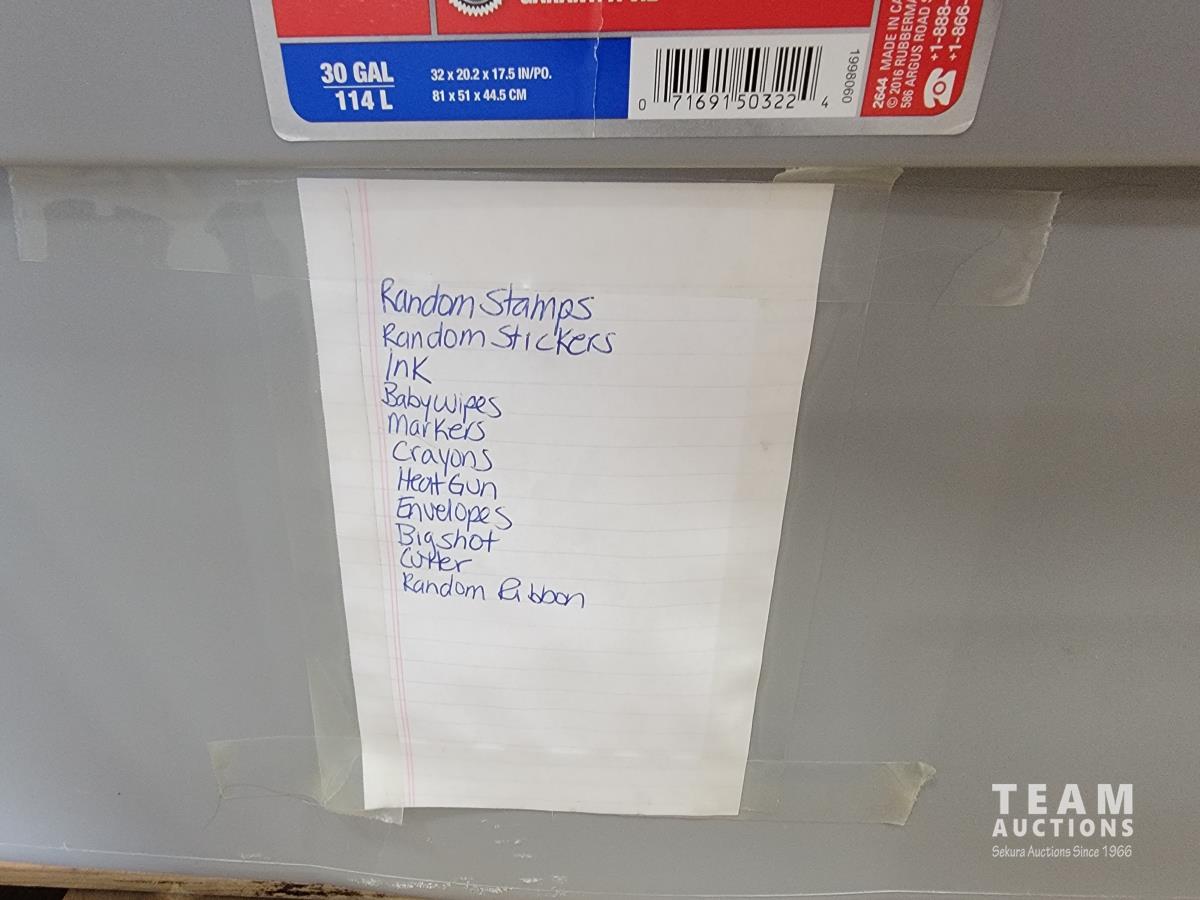 30 GAL
114 L
32 x 20.2 x 17.5 IN/PO.
81 x 51 x 44.5 CM
0 71691 50322 4
1998060
2644 MADE IN CA
© 2016 RUBBERMA
586 ARGUS ROAD
+1-888-
+1-866-
Random Stamps
Random Stickers
Ink
Baby wipes
Markers
Crayons
Heat Gun
Envelopes
Bigshot
Cutter
Random Ribbon
TEAM
AUCTIONS
Sekura Auctions Since 1966